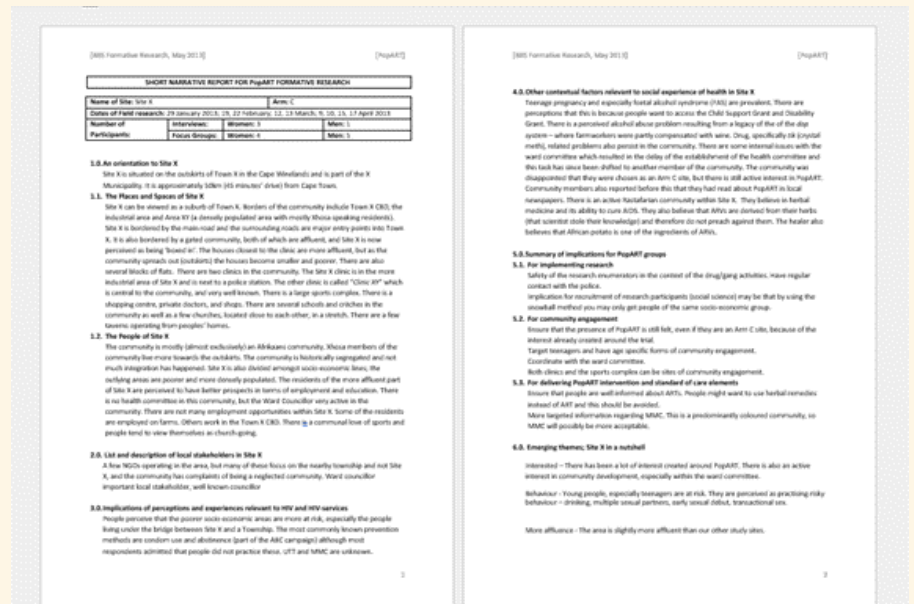 [BBS Formative Research, May 2013] [PopART]
SHORT NARRATIVE REPORT FOR PopART FORMATIVE RESEARCH
Name of Site: Site X Arm: C
Dates of Field research: 29 January 2013, 19, 22 February, 12, 13 March, 9, 10, 15, 17 April 2013
Number of Participants: Interviews: Women: 3 Men: 1
Focus Groups: Women: 4 Men: 5
1.0. An orientation to Site X
Site X is situated on the outskirts of Town X in the Cape Winelands and is part of the X
Municipality. It is approximately 50km (45 minutes' drive) from Cape Town.
1.1. The Places and Spaces of Site X
Site X can be viewed as a suburb of Town X. Borders of the community include Town X CBD; the
industrial area and Area XY (a densely populated area with mostly Xhosa speaking residents).
Site X is bordered by the main road and the surrounding roads are major entry points into Town
X. It is also bordered by a gated community, both of which are affluent, and Site X is now
perceived as being 'boxed in'. The houses closest to the clinic are more affluent, but as the
community spreads out (outskirts) the houses become smaller and poorer. There are also
several blocks of flats. There are two clinics in the community. The Site X clinic is in the more
industrial area of Site X and is next to a police station. The other clinic is called "Clinic XY" which
is central to the community, and very well known. There is a large sports complex. There is a
shopping centre, private doctors, and shops. There are several schools and crèches in the
community as well as a few churches, located close to each other, in a stretch. There are a few
taverns operating from peoples' homes.
1.2. The People of Site X
The community is mostly (almost exclusively) an Afrikaans community. Xhosa members of the
community live more towards the outskirts. The community is historically segregated and not
much integration has happened. Site X is also divided amongst socio economic lines, the
outlying areas are poorer and more densely populated. The residents of the more affluent part
of Site X are perceived to have better prospects in terms of employment and education. There
is no health committee in this community, but the Ward Councillor very active in the
community. There are not many employment opportunities within Site X. Some of the residents
are employed on farms. Others work in the Town X CBD. There is a communal love of sports and
people tend to view themselves as church-going.
2.0. List and description of local stakeholders in Site X
A few NGOs operating in the area, but many of these focus on the nearby township and not Site
X, and the community has complaints of being a neglected community. Ward councillor
important local stakeholder, well known councillor
3.0. Implications of perceptions and experiences relevant to HIV and HIV-services
People perceive that the poorer socio economic areas are more at risk, especially the people
living under the bridge between Site X and a Township. The most commonly known prevention
methods are condom use and abstinence (part of the ABC campaign) although most
respondents admitted that people did not practice these. UTT and MMC are unknown.
[BBS Formative Research, May 2013] [PopART]
4.0. Other contextual factors relevant to social experience of health in Site X
Teenage pregnancy and especially foetal alcohol syndrome (FAS) are prevalent. There are
perceptions that this is because people want to access the Child Support Grant and Disability
Grant. There is a perceived alcohol abuse problem resulting from a legacy of the of the dop
system – where farmworkers were partly compensated with wine. Drug, specifically tik (crystal
meth), related problems also persist in the community. There are some internal issues with the
ward committee which resulted in the delay of the establishment of the health committee and
this task has since been shifted to another member of the community. The community was
disappointed that they were chosen as an Arm C site, but there is still active interest in PopART.
Community members also reported before this that they had read about PopART in local
newspapers. There is an active Rastafarian community within Site X. They believe in herbal
medicine and its ability to cure AIDS. They also believe that ARVs are derived from their herbs
(that scientist stole their knowledge) and therefore do not preach against them. The healer also
believes that African potato is one of the ingredients of ARVs.
5.0. Summary of implications for PopART groups
5.1. For implementing research
Safety of the research enumerators in the context of the drug/gang activities. Have regular
contact with the police.
Implication for recruitment of research participants (social science) may be that by using the
snowball method you may only get people of the same socio-economic group.
5.2. For community engagement
Ensure that the presence of PopART is still felt, even if they are an Arm C site, because of the
interest already created around the trial.
Target teenagers and have age specific forms of community engagement.
Coordinate with the ward committee.
Both clinics and the sports complex can be sites of community engagement.
5.3. For delivering PopART intervention and standard of care elements
Ensure that people are well informed about ARTs. People might want to use herbal remedies
instead of ART and this should be avoided.
More targeted information regarding MMC. This is a predominantly coloured community, so
MMC will possibly be more acceptable.
6.0. Emerging themes; Site X in a nutshell
Interested – There has been a lot of interest created around PopART. There is also an active
interest in community development, especially within the ward committee.
Behaviour - Young people, especially teenagers are at risk. They are perceived as practising risky
behaviour – drinking, multiple sexual partners, early sexual debut, transactional sex.
More affluence - The area is slightly more affluent than our other study sites.